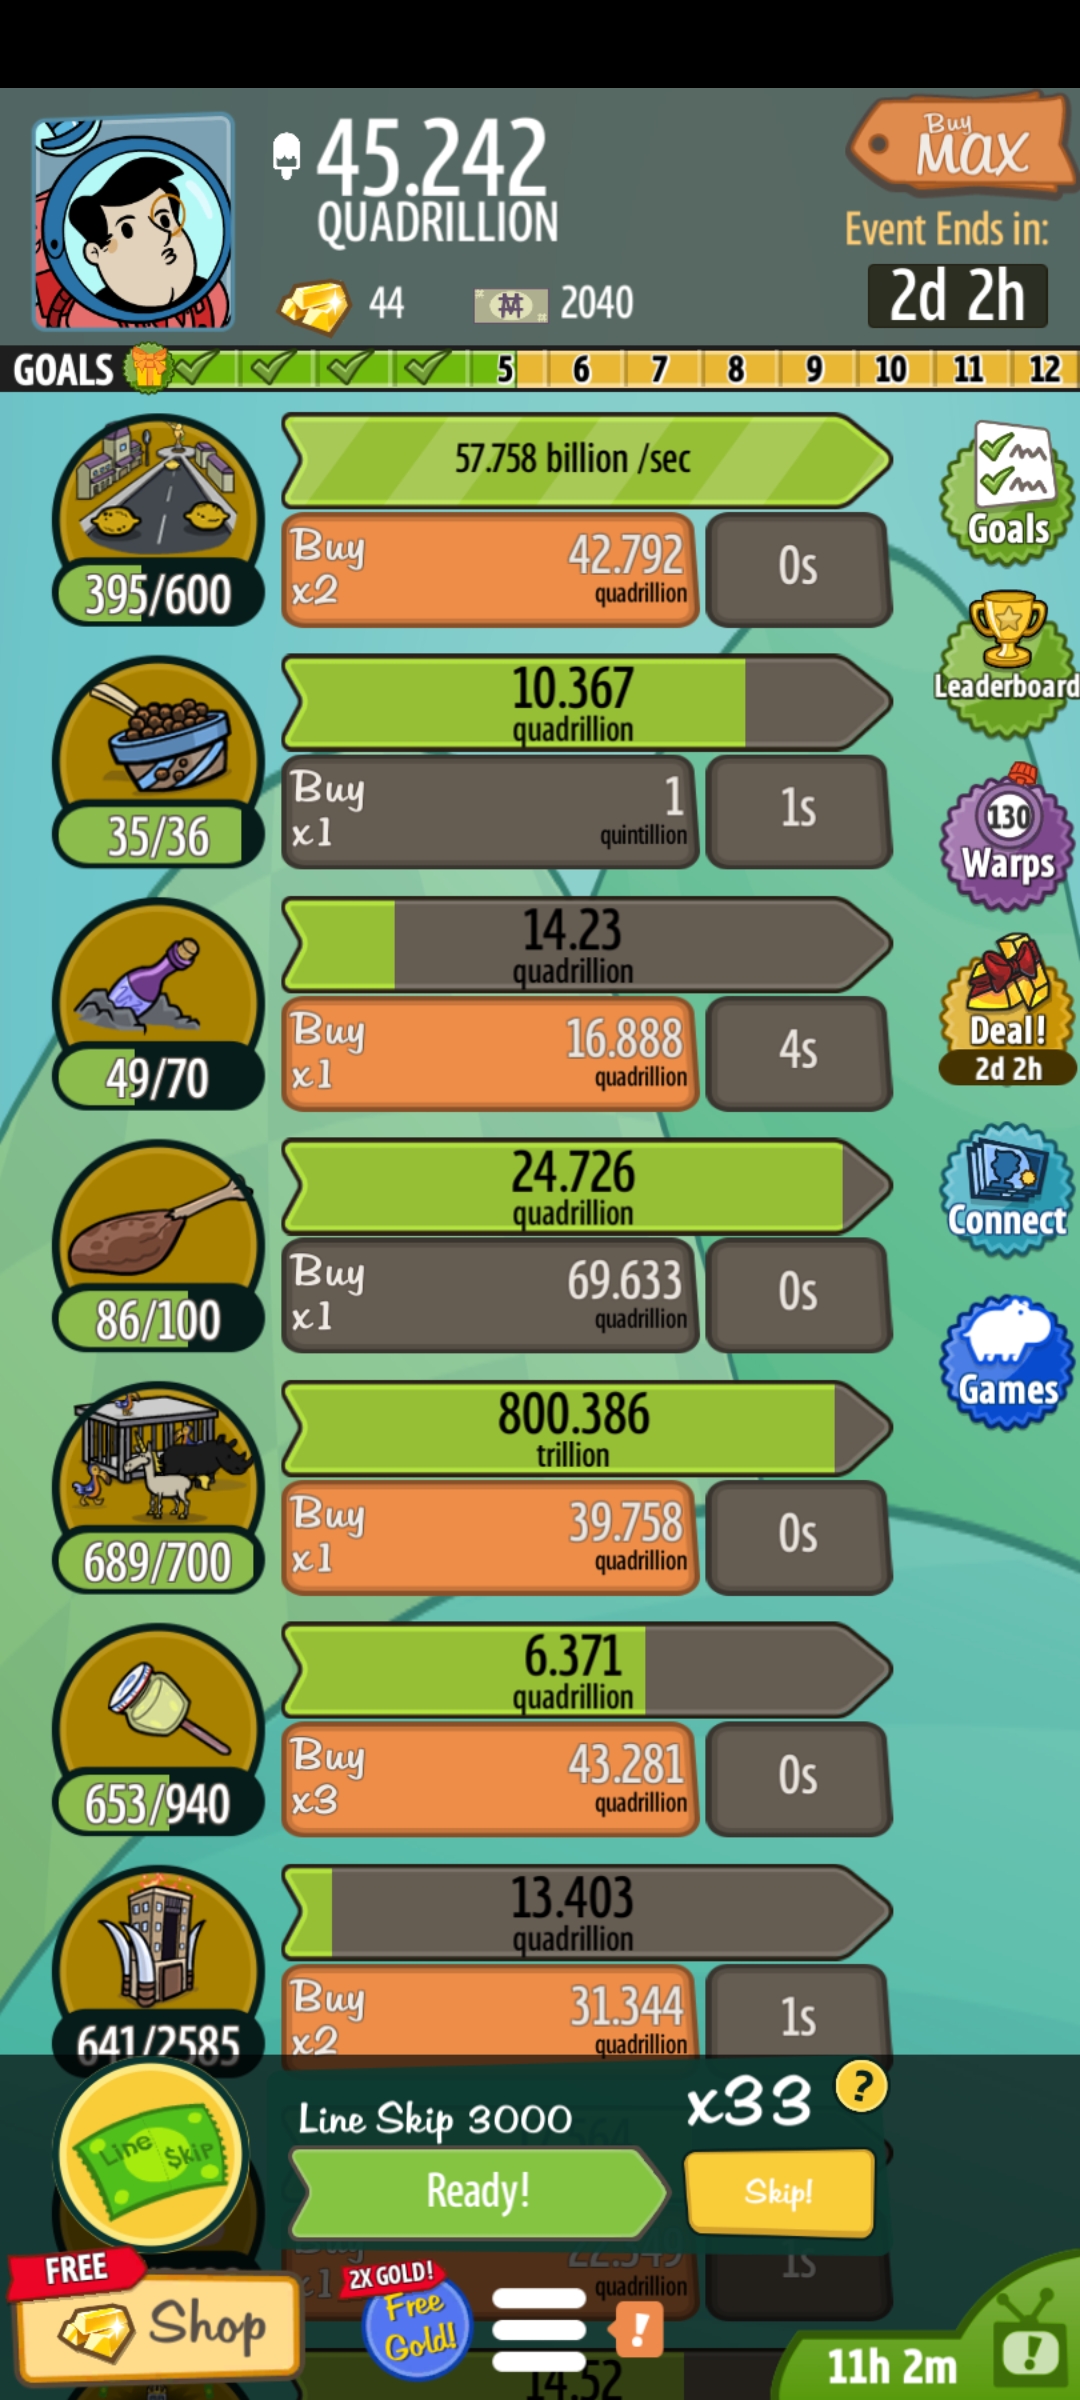 45.242
QUADRILLION
Buy
MAX
Event Ends in:
2d 2h
44
2040
GOALS 5 6 7 8 9 10 11 12
57.758 billion /sec
395/600
Buy
x2
42.792
quadrillion
0s
10.367
quadrillion
35/36
Buy
x1
1
quintillion
1s
14.23
quadrillion
49/70
Buy
x1
16.888
quadrillion
4s
24.726
quadrillion
86/100
Buy
x1
69.633
quadrillion
0s
800.386
trillion
689/700
Buy
x1
39.758
quadrillion
0s
6.371
quadrillion
653/940
Buy
x3
43.281
quadrillion
0s
13.403
quadrillion
641/2585
Buy
x2
31.344
quadrillion
1s
Goals
Leaderboard
130
Warps
Deal!
2d 2h
Connect
Games
Line Skip
Line Skip 3000
x33
?
Ready!
Skip!
Buy
x1
22.549
quadrillion
1s
FREE
Shop
2X GOLD!
Free
Gold!
!
14.52
11h 2m
!